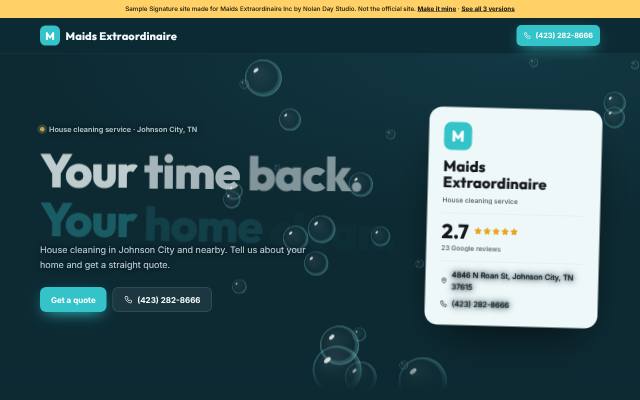 Sample Signature site made for Maids Extraordinaire Inc by Nolan Day Studio. Not the official site. Make it mine · See all 3 versions
M Maids Extraordinaire
(423) 282-8666
House cleaning service · Johnson City, TN
Your time back.
Your home clean
House cleaning in Johnson City and nearby. Tell us about your
home and get a straight quote.
Get a quote
(423) 282-8666
M
Maids
Extraordinaire
House cleaning service
2.7 ★★★★★
23 Google reviews
4846 N Roan St, Johnson City, TN
37615
(423) 282-8666